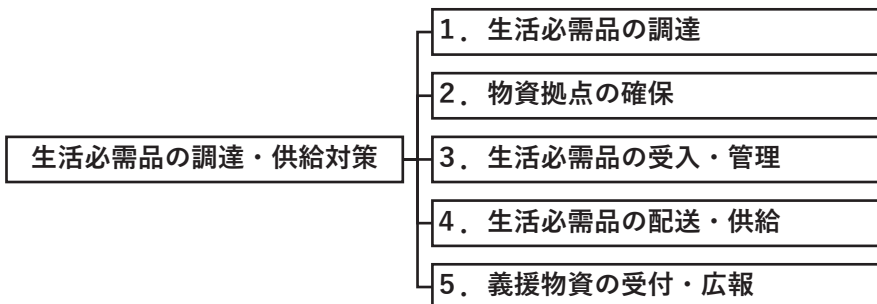 生活必需品の調達・供給対策
1．生活必需品の調達
2．物資拠点の確保
3．生活必需品の受入・管理
4．生活必需品の配送・供給
5．義援物資の受付・広報